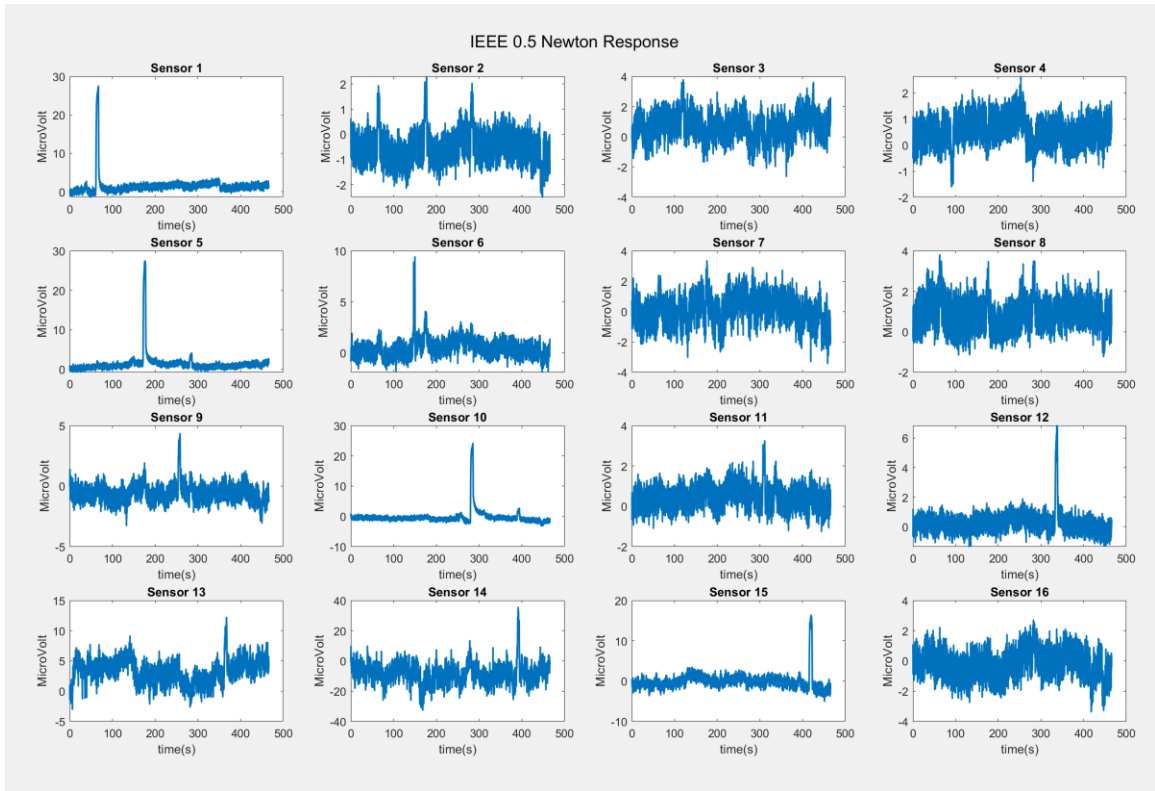 IEEE 0.5 Newton Response
Sensor 1
30
20
10
0
MicroVolt
0 100 200 300 400 500
time(s)
Sensor 2
2
1
0
-1
-2
MicroVolt
0 100 200 300 400 500
time(s)
Sensor 3
4
2
0
-2
-4
MicroVolt
0 100 200 300 400 500
time(s)
Sensor 4
2
1
0
-1
-2
MicroVolt
0 100 200 300 400 500
time(s)
Sensor 5
30
20
10
0
MicroVolt
0 100 200 300 400 500
time(s)
Sensor 6
10
5
0
MicroVolt
0 100 200 300 400 500
time(s)
Sensor 7
4
2
0
-2
-4
MicroVolt
0 100 200 300 400 500
time(s)
Sensor 8
4
2
0
-2
MicroVolt
0 100 200 300 400 500
time(s)
Sensor 9
5
0
-5
MicroVolt
0 100 200 300 400 500
time(s)
Sensor 10
30
20
10
0
-10
MicroVolt
0 100 200 300 400 500
time(s)
Sensor 11
4
2
0
-2
MicroVolt
0 100 200 300 400 500
time(s)
Sensor 12
6
4
2
0
MicroVolt
0 100 200 300 400 500
time(s)
Sensor 13
15
10
5
0
-5
MicroVolt
0 100 200 300 400 500
time(s)
Sensor 14
40
20
0
-20
-40
MicroVolt
0 100 200 300 400 500
time(s)
Sensor 15
20
10
0
-10
MicroVolt
0 100 200 300 400 500
time(s)
Sensor 16
4
2
0
-2
-4
MicroVolt
0 100 200 300 400 500
time(s)